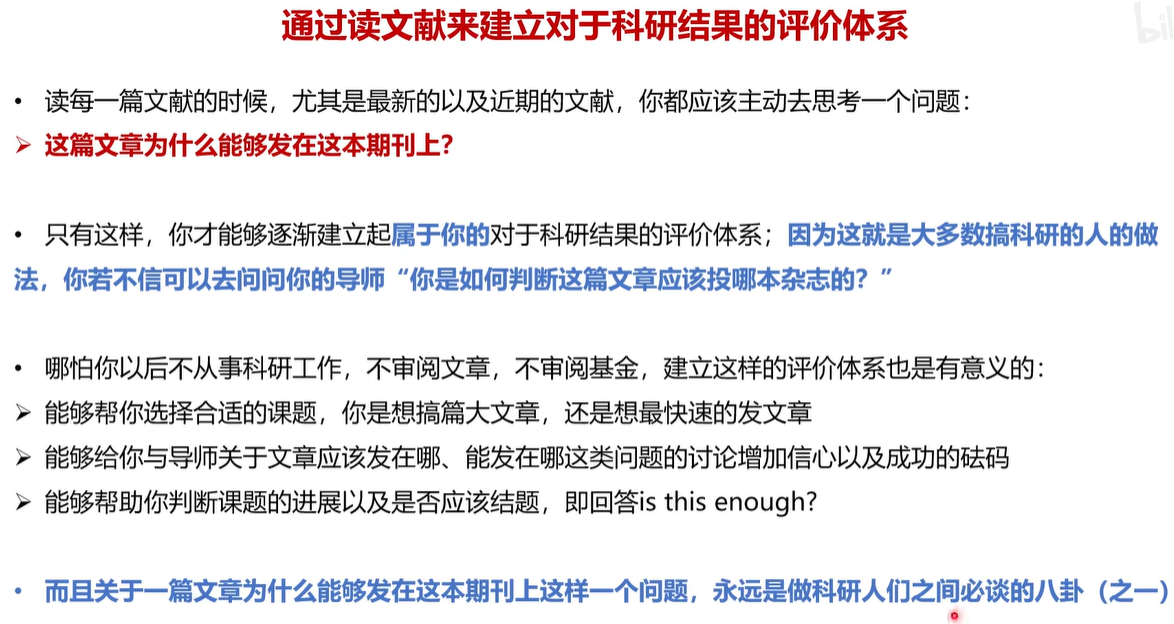 通过读文献来建立对于科研结果的评价体系
• 读每一篇文献的时候，尤其是最新的以及近期的文献，你都应该主动去思考一个问题：
➢ 这篇文章为什么能够发在这本期刊上？
• 只有这样，你才能够逐渐建立起属于你的对于科研结果的评价体系；因为这就是大多数搞科研的人的做
法，你若不信可以去问问你的导师“你是如何判断这篇文章应该投哪本杂志的？”
• 哪怕你以后不从事科研工作，不审阅文章，不审阅基金，建立这样的评价体系也是有意义的：
➢ 能够帮你选择合适的课题，你是想搞篇大文章，还是想最快速的发文章
➢ 能够给你与导师关于文章应该发在哪、能发在哪这类问题的讨论增加信心以及成功的砝码
➢ 能够帮助你判断课题的进展以及是否应该结题，即回答is this enough?
• 而且关于一篇文章为什么能够发在这本期刊上这样一个问题，永远是做科研人们之间必谈的八卦（之一）